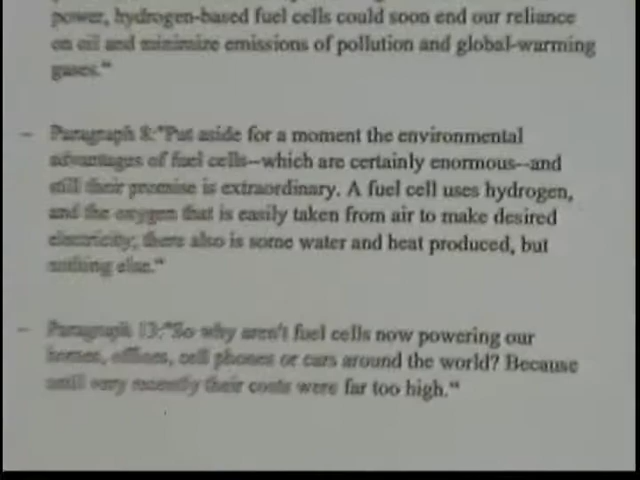 power, hydrogen-based fuel cells could soon end our reliance
on oil and minimize emissions of pollution and global-warming
gases."
– Paragraph 8:"Put aside for a moment the environmental
advantages of fuel cells--which are certainly enormous--and
still their promise is extraordinary. A fuel cell uses hydrogen,
and the oxygen that is easily taken from air to make desired
electricity; there also is some water and heat produced, but
nothing else."
– Paragraph 13:"So why aren't fuel cells now powering our
homes, offices, cell phones or cars around the world? Because
until very recently their costs were far too high."